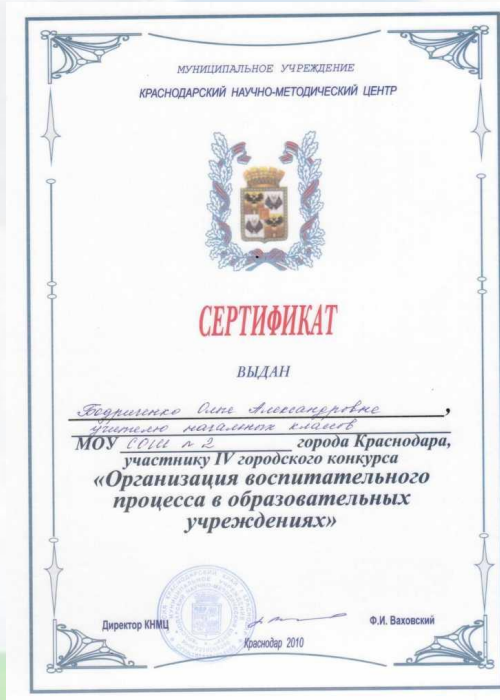 МУНИЦИПАЛЬНОЕ УЧРЕЖДЕНИЕ
КРАСНОДАРСКИЙ НАУЧНО-МЕТОДИЧЕСКИЙ ЦЕНТР
СЕРТИФИКАТ
ВЫДАН
Бодриченко Ольге Александровне,
учителю начальных классов
МОУ СОШ № 2 города Краснодара,
участнику IV городского конкурса
«Организация воспитательного
процесса в образовательных
учреждениях»
Директор КНМЦ Ф.И. Ваховский
Краснодар 2010